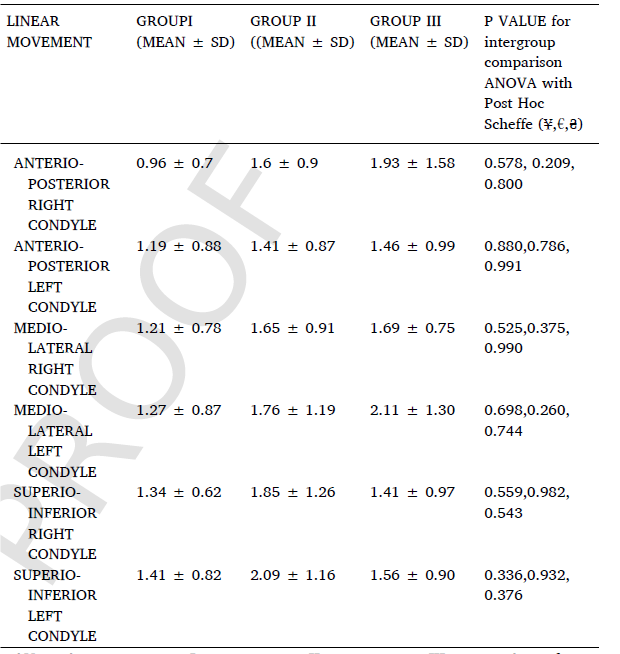 LINEAR MOVEMENT GROUPI (MEAN ± SD) GROUP II ((MEAN ± SD) GROUP III (MEAN ± SD) P VALUE for intergroup comparison ANOVA with Post Hoc Scheffe (¥,€,₴)
ANTERIO-POSTERIOR RIGHT CONDYLE 0.96 ± 0.7 1.6 ± 0.9 1.93 ± 1.58 0.578, 0.209, 0.800
ANTERIO-POSTERIOR LEFT CONDYLE 1.19 ± 0.88 1.41 ± 0.87 1.46 ± 0.99 0.880,0.786, 0.991
MEDIO-LATERAL RIGHT CONDYLE 1.21 ± 0.78 1.65 ± 0.91 1.69 ± 0.75 0.525,0.375, 0.990
MEDIO-LATERAL LEFT CONDYLE 1.27 ± 0.87 1.76 ± 1.19 2.11 ± 1.30 0.698,0.260, 0.744
SUPERIO-INFERIOR RIGHT CONDYLE 1.34 ± 0.62 1.85 ± 1.26 1.41 ± 0.97 0.559,0.982, 0.543
SUPERIO-INFERIOR LEFT CONDYLE 1.41 ± 0.82 2.09 ± 1.16 1.56 ± 0.90 0.336,0.932, 0.376
PROOF